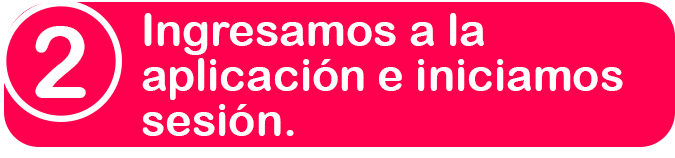 2
Ingresamos a la
aplicación e iniciamos
sesión.